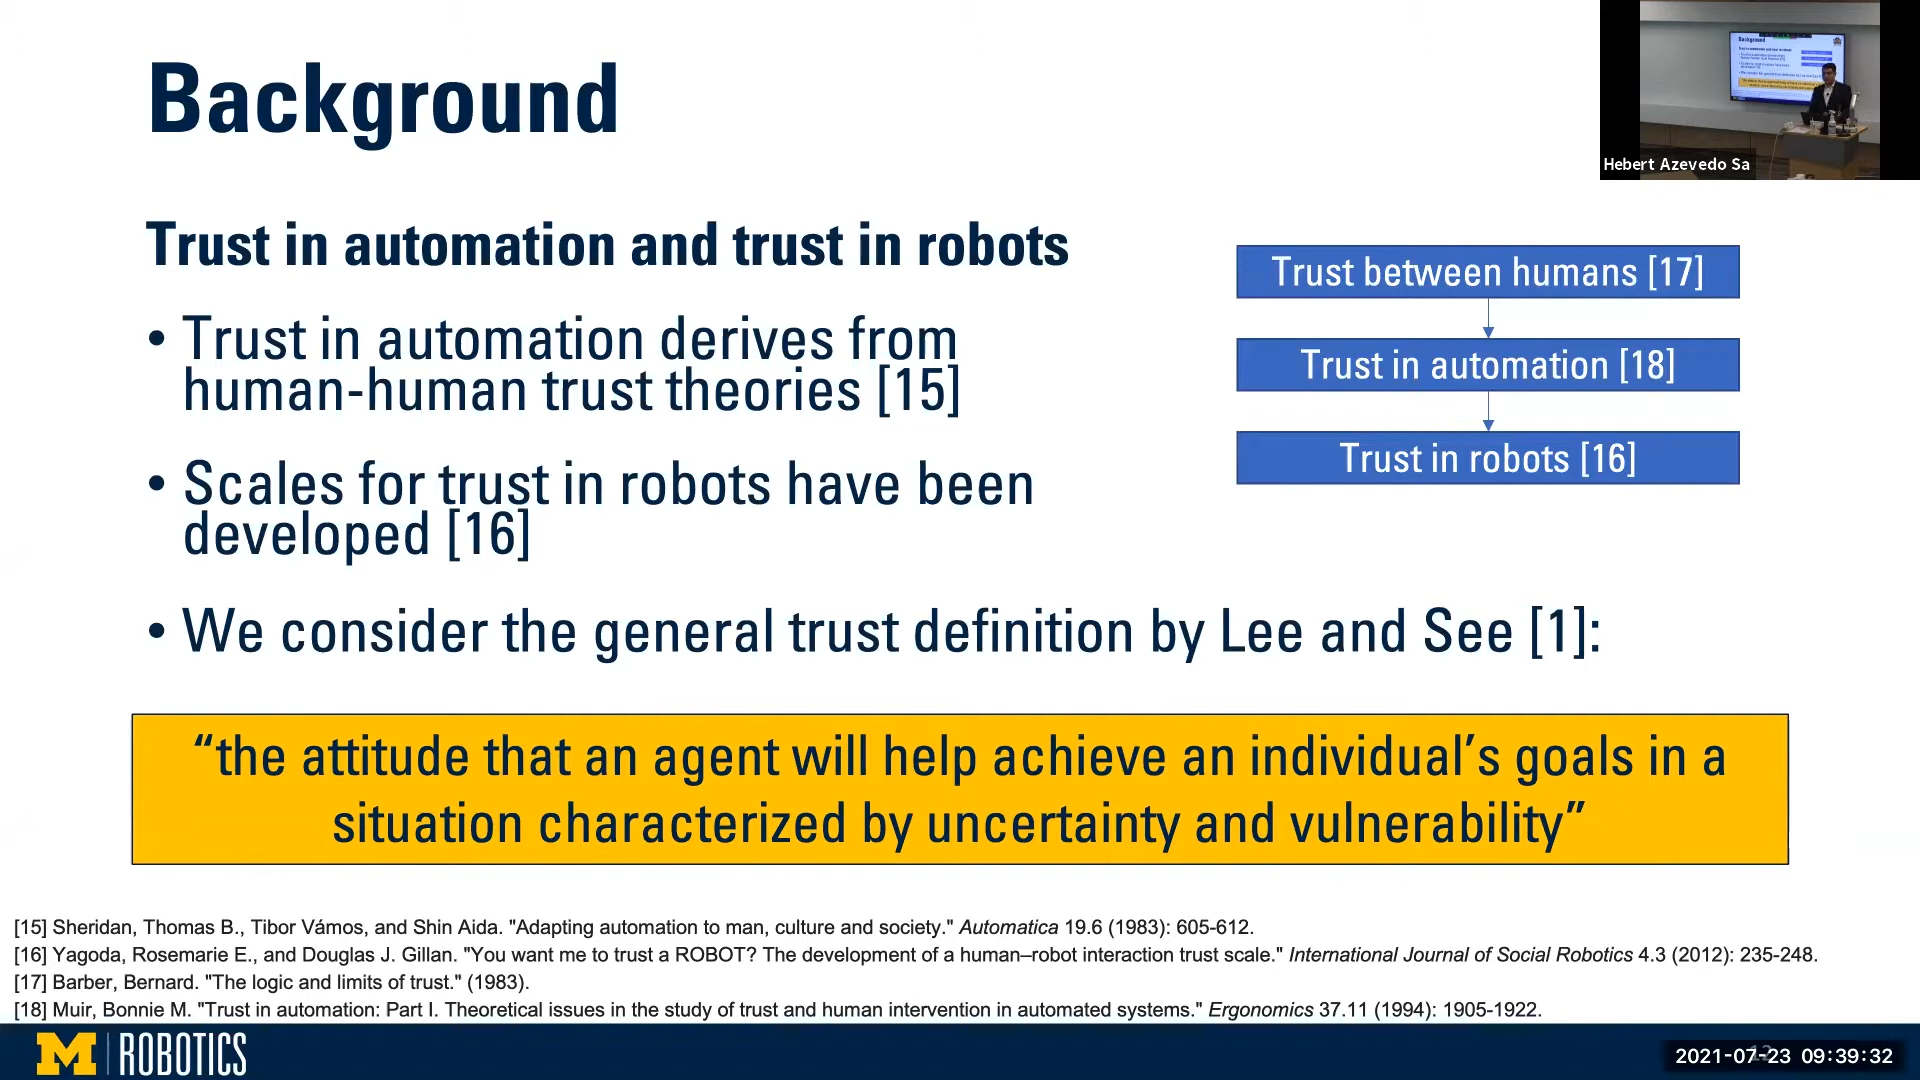 Background
Hebert Azevedo Sa
Trust in automation and trust in robots
• Trust in automation derives from
human-human trust theories [15]
• Scales for trust in robots have been
developed [16]
Trust between humans [17]
Trust in automation [18]
Trust in robots [16]
• We consider the general trust definition by Lee and See [1]:
“the attitude that an agent will help achieve an individual’s goals in a
situation characterized by uncertainty and vulnerability”
[15] Sheridan, Thomas B., Tibor Vámos, and Shin Aida. "Adapting automation to man, culture and society." Automatica 19.6 (1983): 605-612.
[16] Yagoda, Rosemarie E., and Douglas J. Gillan. "You want me to trust a ROBOT? The development of a human–robot interaction trust scale." International Journal of Social Robotics 4.3 (2012): 235-248.
[17] Barber, Bernard. "The logic and limits of trust." (1983).
[18] Muir, Bonnie M. "Trust in automation: Part I. Theoretical issues in the study of trust and human intervention in automated systems." Ergonomics 37.11 (1994): 1905-1922.
M ROBOTICS
2021-07-23 09:39:32